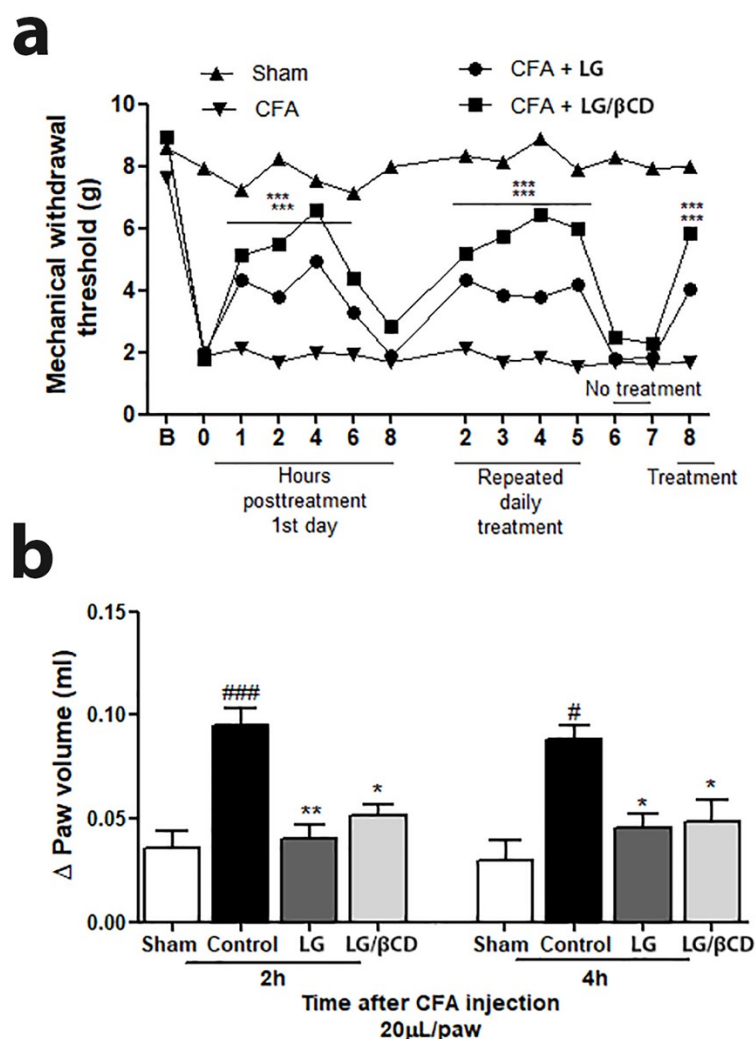 a
Sham
CFA
CFA + LG
CFA + LG/βCD
Mechanical withdrawal
threshold (g)
10
8
6
4
2
0
***
***
***
***
***
***
No treatment
B 0 1 2 4 6 8 2 3 4 5 6 7 8
Hours
posttreatment
1st day
Repeated
daily
treatment
Treatment
b
Δ Paw volume (ml)
0.15
0.10
0.05
0.00
###
**
*
#
*
*
Sham Control LG LG/βCD Sham Control LG LG/βCD
2h 4h
Time after CFA injection
20μL/paw